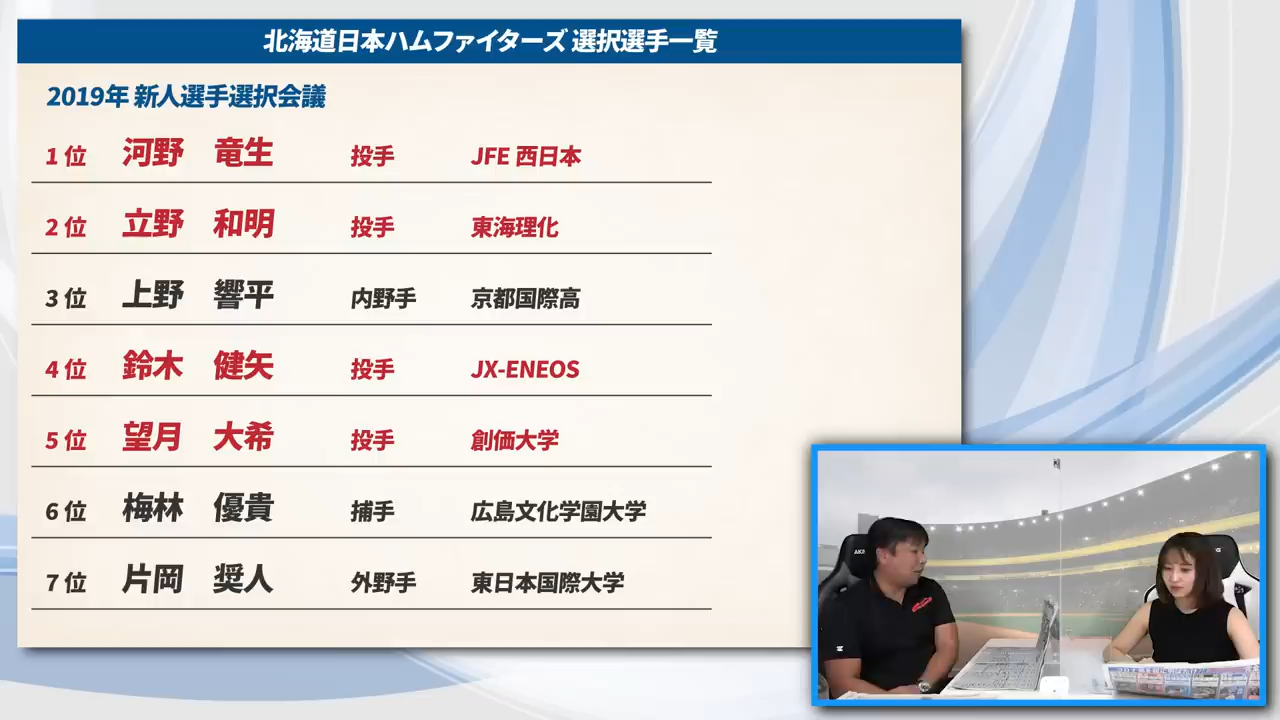 北海道日本ハムファイターズ 選択選手一覧
2019年 新人選手選択会議
1位 河野 竜生 投手 JFE 西日本
2位 立野 和明 投手 東海理化
3位 上野 響平 内野手 京都国際高
4位 鈴木 健矢 投手 JX-ENEOS
5位 望月 大希 投手 創価大学
6位 梅林 優貴 捕手 広島文化学園大学
7位 片岡 奨人 外野手 東日本国際大学